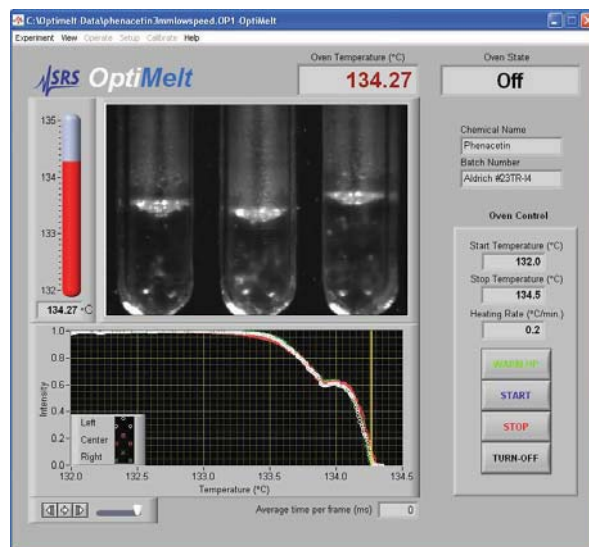 C:\Optimelt-Data\phenacetin3mmlowspeed.OP1-OptiMelt
Experiment View Operate Setup Calibrate Help
SRS OptiMelt
Oven Temperature (°C)
134.27
Oven State
Off
135
134
133
132
134.27 °C
Chemical Name
Phenacetin
Batch Number
Aldrich #23TR-I4
Oven Control
Start Temperature (°C)
132.0
Stop Temperature (°C)
134.5
Heating Rate (°C/min.)
0.2
WARM UP
START
STOP
TURN-OFF
Intensity
1.0
0.8
0.6
0.4
0.2
0.0
Left
Center
Right
132.0 132.5 133.0 133.5 134.0 134.5
Temperature (°C)
Average time per frame (ms) 0